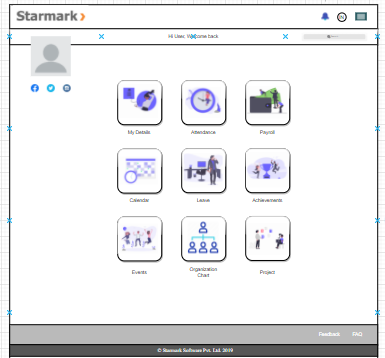 Starmark
IN
Hi User, Welcome back
My Details
Attendance
Payroll
Calendar
Leave
Achievements
Events
Organization
Chart
Project
Feedback
FAQ
© Starmark Software Pvt. Ltd. 2019